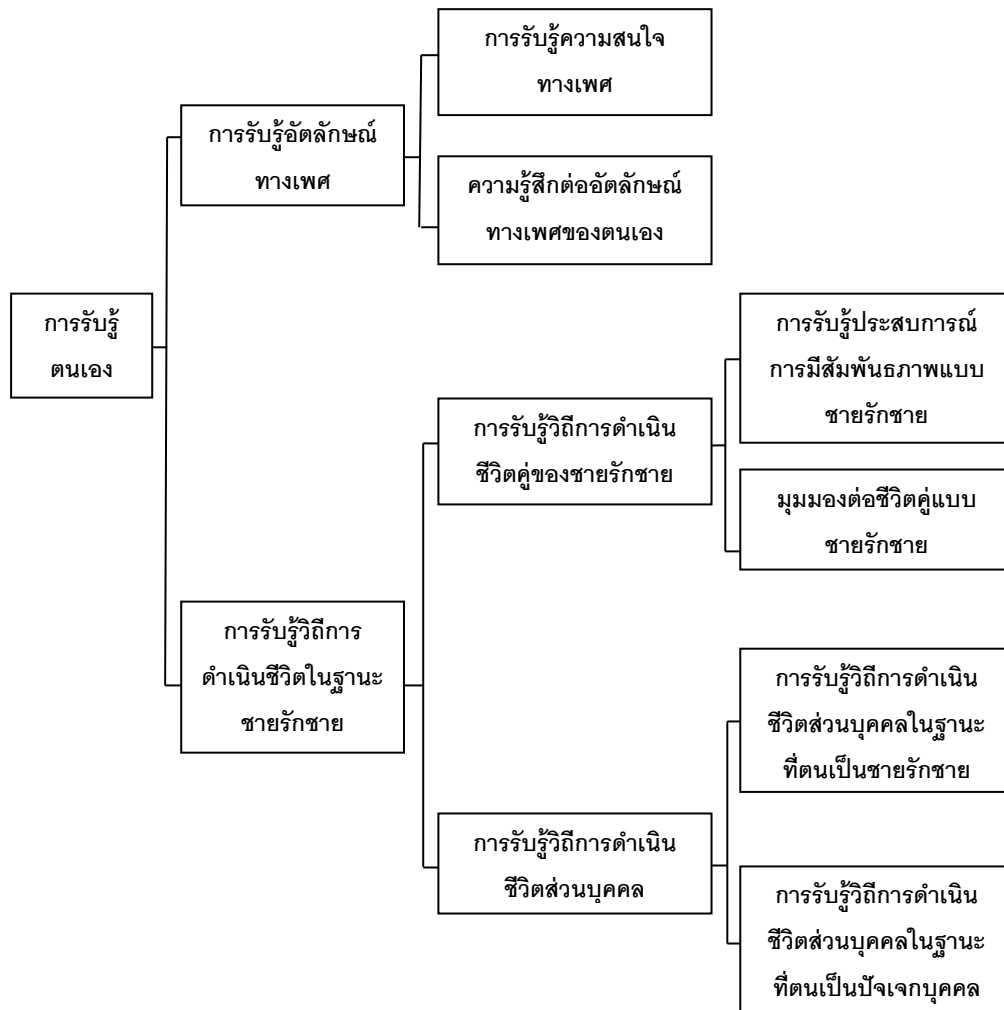 การรับรู้ความสนใจ
ทางเพศ
การรับรู้อัตลักษณ์
ทางเพศ
ความรู้สึกต่ออัตลักษณ์
ทางเพศของตนเอง
การรับรู้
ตนเอง
การรับรู้ประสบการณ์
การมีสัมพันธภาพแบบ
ชายรักชาย
การรับรู้วิถีการดำเนิน
ชีวิตคู่ของชายรักชาย
มุมมองต่อชีวิตคู่แบบ
ชายรักชาย
การรับรู้วิถีการ
ดำเนินชีวิตในฐานะ
ชายรักชาย
การรับรู้วิถีการดำเนิน
ชีวิตส่วนบุคคลในฐานะ
ที่ตนเป็นชายรักชาย
การรับรู้วิถีการดำเนิน
ชีวิตส่วนบุคคล
การรับรู้วิถีการดำเนิน
ชีวิตส่วนบุคคลในฐานะ
ที่ตนเป็นปัจเจกบุคคล